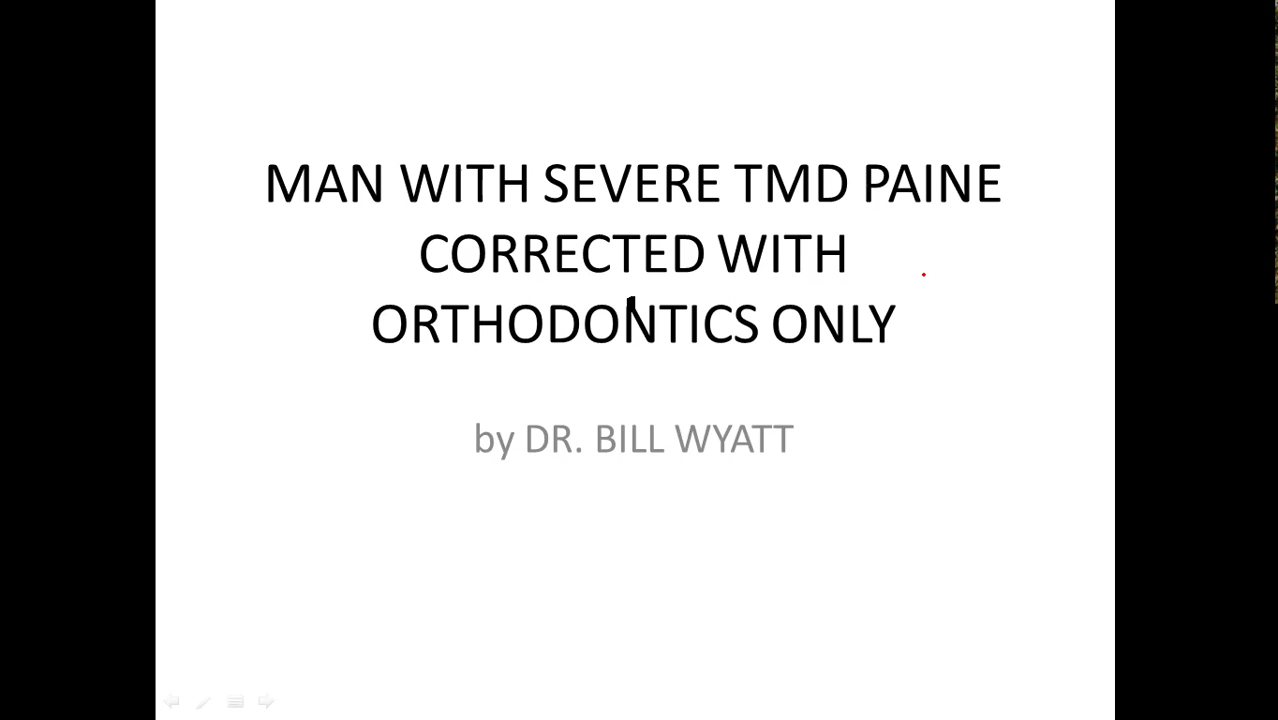 MAN WITH SEVERE TMD PAINE
CORRECTED WITH
ORTHODONTICS ONLY
by DR. BILL WYATT